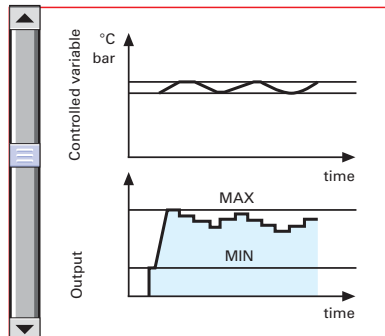 Controlled variable
°C
bar
time
Output
MAX
MIN
time